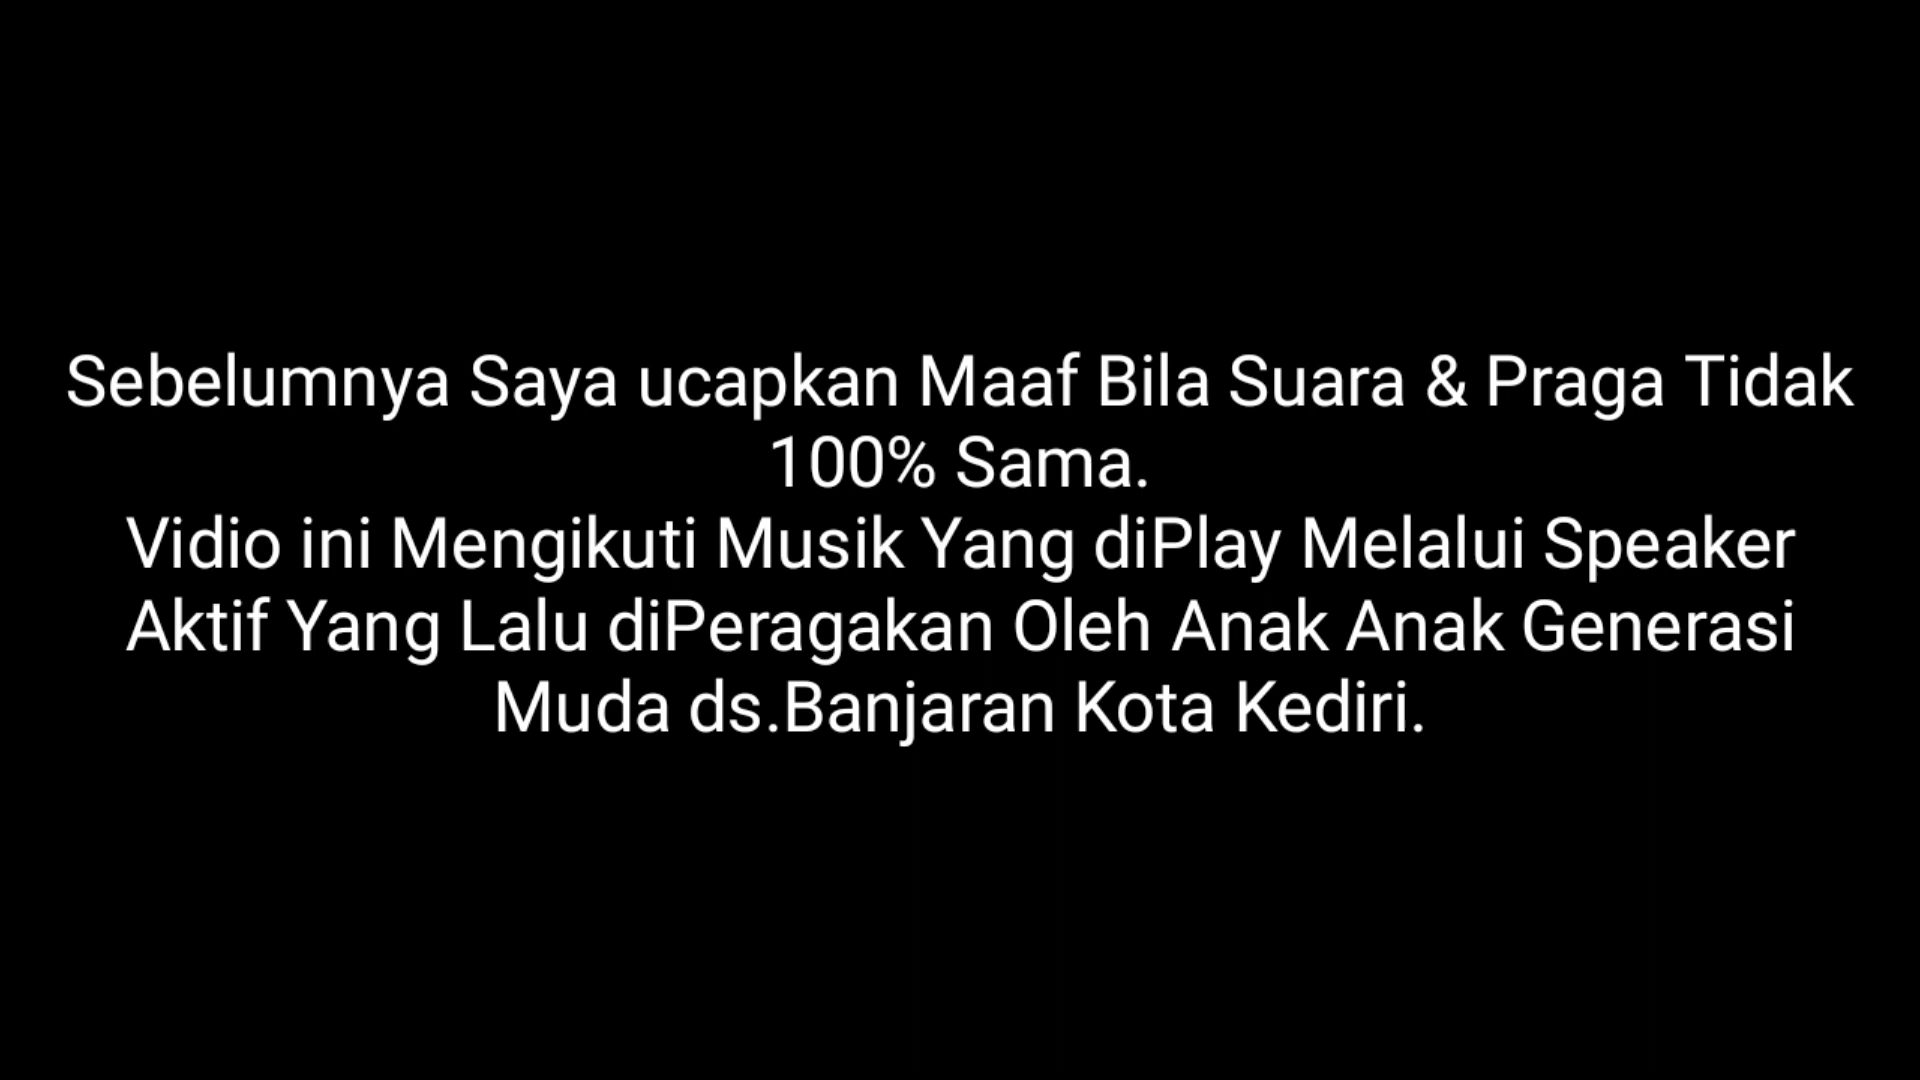 Sebelumnya Saya ucapkan Maaf Bila Suara & Praga Tidak
100% Sama.
Vidio ini Mengikuti Musik Yang diPlay Melalui Speaker
Aktif Yang Lalu diPeragakan Oleh Anak Anak Generasi
Muda ds.Banjaran Kota Kediri.